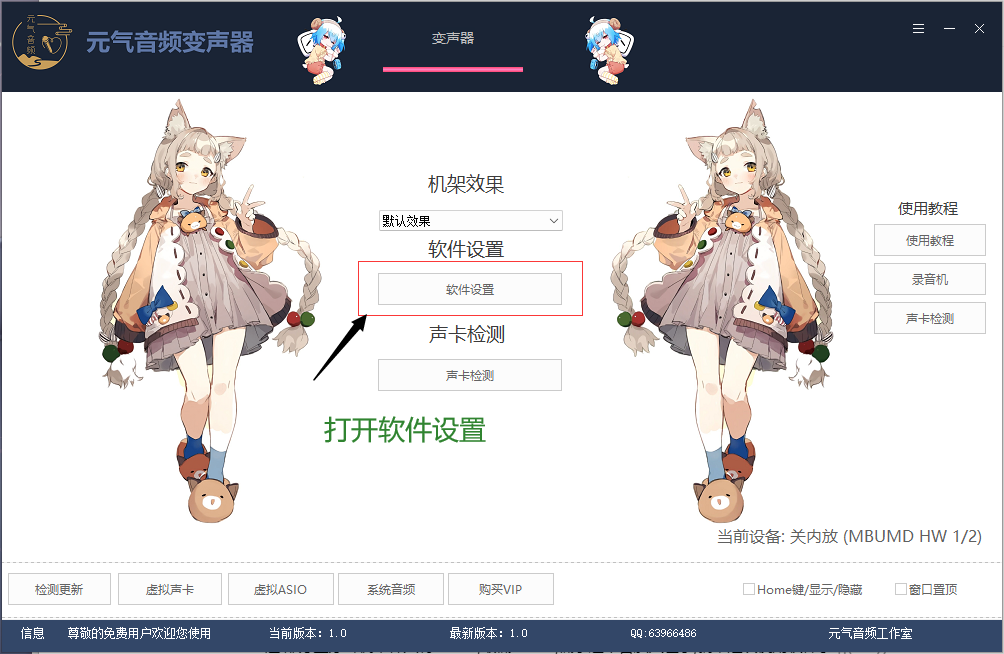 元气音频
元气音频变声器
变声器
机架效果
默认效果
软件设置
软件设置
声卡检测
声卡检测
打开软件设置
使用教程
使用教程
录音机
声卡检测
当前设备: 关内放 (MBUMD HW 1/2)
检测更新
虚拟声卡
虚拟ASIO
系统音频
购买VIP
Home键/显示/隐藏
窗口置顶
信息
尊敬的免费用户欢迎您使用
当前版本: 1.0
最新版本: 1.0
QQ:63966486
元气音频工作室